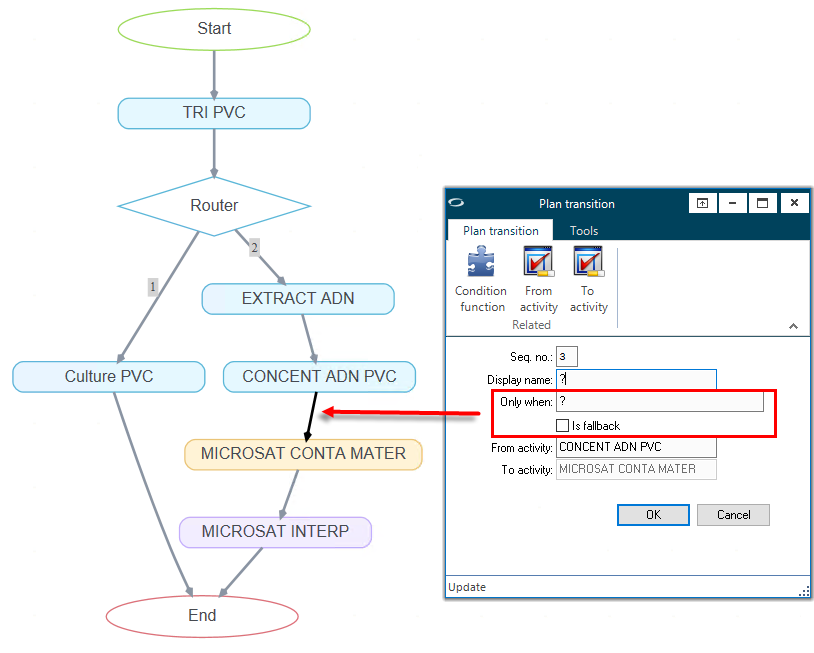 Start
TRI PVC
Router
1
2
EXTRACT ADN
Culture PVC
CONCENT ADN PVC
MICROSAT CONTA MATER
MICROSAT INTERP
End
Plan transition
Plan transition
Tools
Condition function
From activity
To activity
Related
Seq. no.: 3
Display name: ?
Only when: ?
Is fallback
From activity: CONCENT ADN PVC
To activity: MICROSAT CONTA MATER
OK
Cancel
Update